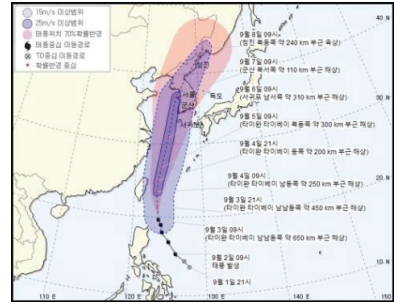 15m/s 이상범위
25m/s 이상범위
태풍위치 70%확률반경
태풍중심 이동경로
TD중심 이동경로
확률반경 중심
40 N
30 N
20 N
10 N
110 E
120 E
130 E
140 E
150
청진
서울
독도
군산
서귀포
9월 8일 09시
(청진 북동쪽 약 240 km 부근 육상)
9월 7일 09시
(군산 북서쪽 약 110 km 부근 해상)
9월 6일 09시
(서귀포 남서쪽 약 310 km 부근 해상)
9월 5일 09시
(타이완 타이베이 북동쪽 약 300 km 부근 해상)
9월 4일 21시
(타이완 타이베이 동쪽 약 200 km 부근 해상)
9월 4일 09시
(타이완 타이베이 남동쪽 약 250 km 부근 해상)
9월 3일 21시
(타이완 타이베이 남남동쪽 약 450 km 부근 해상)
9월 3일 09시
(타이완 타이베이 남남동쪽 약 650 km 부근 해상)
9월 2일 09시
태풍 발생
9월 1일 21시